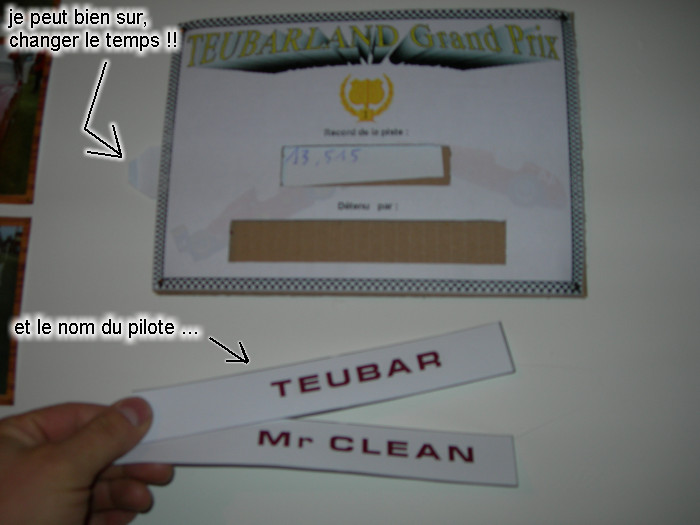 je peut bien sur,
changer le temps !!
TEUBARLAND Grand Prix
Record de la piste :
13,515
Détenu par :
et le nom du pilote ...
TEUBAR
Mr CLEAN